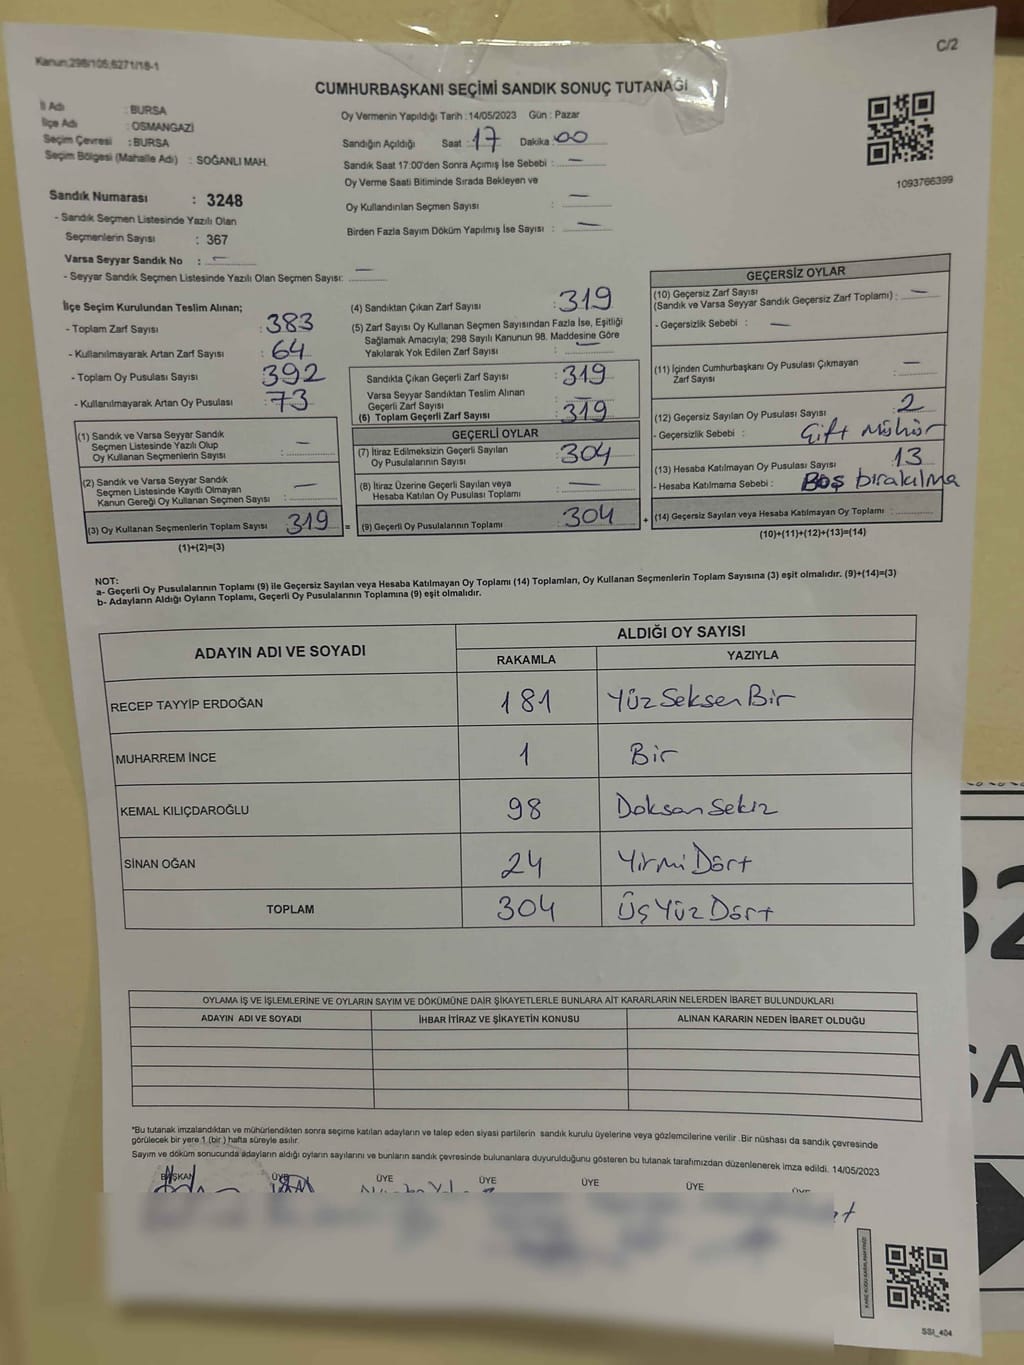 Kanun;298/105;6271/18-1
C/2
CUMHURBAŞKANI SEÇİMİ SANDIK SONUÇ TUTANAĞI
İl Adı : BURSA
İlçe Adı : OSMANGAZİ
Seçim Çevresi : BURSA
Seçim Bölgesi (Mahalle Adı) : SOĞANLI MAH.
Oy Vermenin Yapıldığı Tarih : 14/05/2023 Gün : Pazar
Sandığın Açıldığı Saat : 17 Dakika : 00
Sandık Saat 17:00'den Sonra Açımış İse Sebebi : —
Oy Verme Saati Bitiminde Sırada Bekleyen ve
Oy Kullandırılan Seçmen Sayısı : —
Birden Fazla Sayım Döküm Yapılmış İse Sayısı : —
1093766399
Sandık Numarası : 3248
- Sandık Seçmen Listesinde Yazılı Olan
Seçmenlerin Sayısı : 367
Varsa Seyyar Sandık No : —
- Seyyar Sandık Seçmen Listesinde Yazılı Olan Seçmen Sayısı: —
İlçe Seçim Kurulundan Teslim Alınan;
- Toplam Zarf Sayısı : 383
- Kullanılmayarak Artan Zarf Sayısı : 64
- Toplam Oy Pusulası Sayısı : 392
- Kullanılmayarak Artan Oy Pusulası : 73
(1) Sandık ve Varsa Seyyar Sandık
Seçmen Listesinde Yazılı Olup
Oy Kullanan Seçmenlerin Sayısı : —
(2) Sandık ve Varsa Seyyar Sandık
Seçmen Listesinde Kayıtlı Olmayan
Kanun Gereği Oy Kullanan Seçmen Sayısı : —
(3) Oy Kullanan Seçmenlerin Toplam Sayısı : 319 =
(1)+(2)=(3)
(4) Sandıktan Çıkan Zarf Sayısı : 319
(5) Zarf Sayısı Oy Kullanan Seçmen Sayısından Fazla İse, Eşitliği
Sağlamak Amacıyla; 298 Sayılı Kanunun 98. Maddesine Göre
Yakılarak Yok Edilen Zarf Sayısı : —
Sandıkta Çıkan Geçerli Zarf Sayısı : 319
Varsa Seyyar Sandıktan Teslim Alınan
Geçerli Zarf Sayısı : —
(6) Toplam Geçerli Zarf Sayısı : 319
GEÇERLİ OYLAR
(7) İtiraz Edilmeksizin Geçerli Sayılan
Oy Pusulalarının Sayısı : 304
(8) İtiraz Üzerine Geçerli Sayılan veya
Hesaba Katılan Oy Pusulası Toplamı : —
(9) Geçerli Oy Pusulalarının Toplamı : 304 +
GEÇERSİZ OYLAR
(10) Geçersiz Zarf Sayısı
(Sandık ve Varsa Seyyar Sandık Geçersiz Zarf Toplamı) : —
- Geçersizlik Sebebi : —
(11) İçinden Cumhurbaşkanı Oy Pusulası Çıkmayan
Zarf Sayısı : —
(12) Geçersiz Sayılan Oy Pusulası Sayısı : 2
- Geçersizlik Sebebi : Çift Mühür
(13) Hesaba Katılmayan Oy Pusulası Sayısı : 13
- Hesaba Katılmama Sebebi : Boş bırakılma
(14) Geçersiz Sayılan veya Hesaba Katılmayan Oy Toplamı :
(10)+(11)+(12)+(13)=(14)
NOT:
a- Geçerli Oy Pusulalarının Toplamı (9) ile Geçersiz Sayılan veya Hesaba Katılmayan Oy Toplamı (14) Toplamları, Oy Kullanan Seçmenlerin Toplam Sayısına (3) eşit olmalıdır. (9)+(14)=(3)
b- Adayların Aldığı Oyların Toplamı, Geçerli Oy Pusulalarının Toplamına (9) eşit olmalıdır.
ADAYIN ADI VE SOYADI
ALDIĞI OY SAYISI
RAKAMLA YAZIYLA
RECEP TAYYİP ERDOĞAN 181 Yüz Seksen Bir
MUHARREM İNCE 1 Bir
KEMAL KILIÇDAROĞLU 98 Doksan Sekiz
SİNAN OĞAN 24 Yirmi Dört
TOPLAM 304 Üç Yüz Dört
OYLAMA İŞ VE İŞLEMLERİNE VE OYLARIN SAYIM VE DÖKÜMÜNE DAİR ŞİKAYETLERLE BUNLARA AİT KARARLARIN NELERDEN İBARET BULUNDUKLARI
ADAYIN ADI VE SOYADI İHBAR İTİRAZ VE ŞİKAYETİN KONUSU ALINAN KARARIN NEDEN İBARET OLDUĞU
*Bu tutanak imzalandıktan ve mühürlendikten sonra seçime katılan adayların ve talep eden siyasi partilerin sandık kurulu üyelerine veya gözlemcilerine verilir. Bir nüshası da sandık çevresinde
görülecek bir yere 1.(bir.) hafta süreyle asılır.
Sayım ve döküm sonucunda adayların aldığı oyların sayılarını ve bunların sandık çevresinde bulunanlara duyurulduğunu gösteren bu tutanak tarafımızdan düzenlenerek imza edildi. 14/05/2023
BAŞKAN ÜYE ÜYE ÜYE ÜYE ÜYE
SSI_404